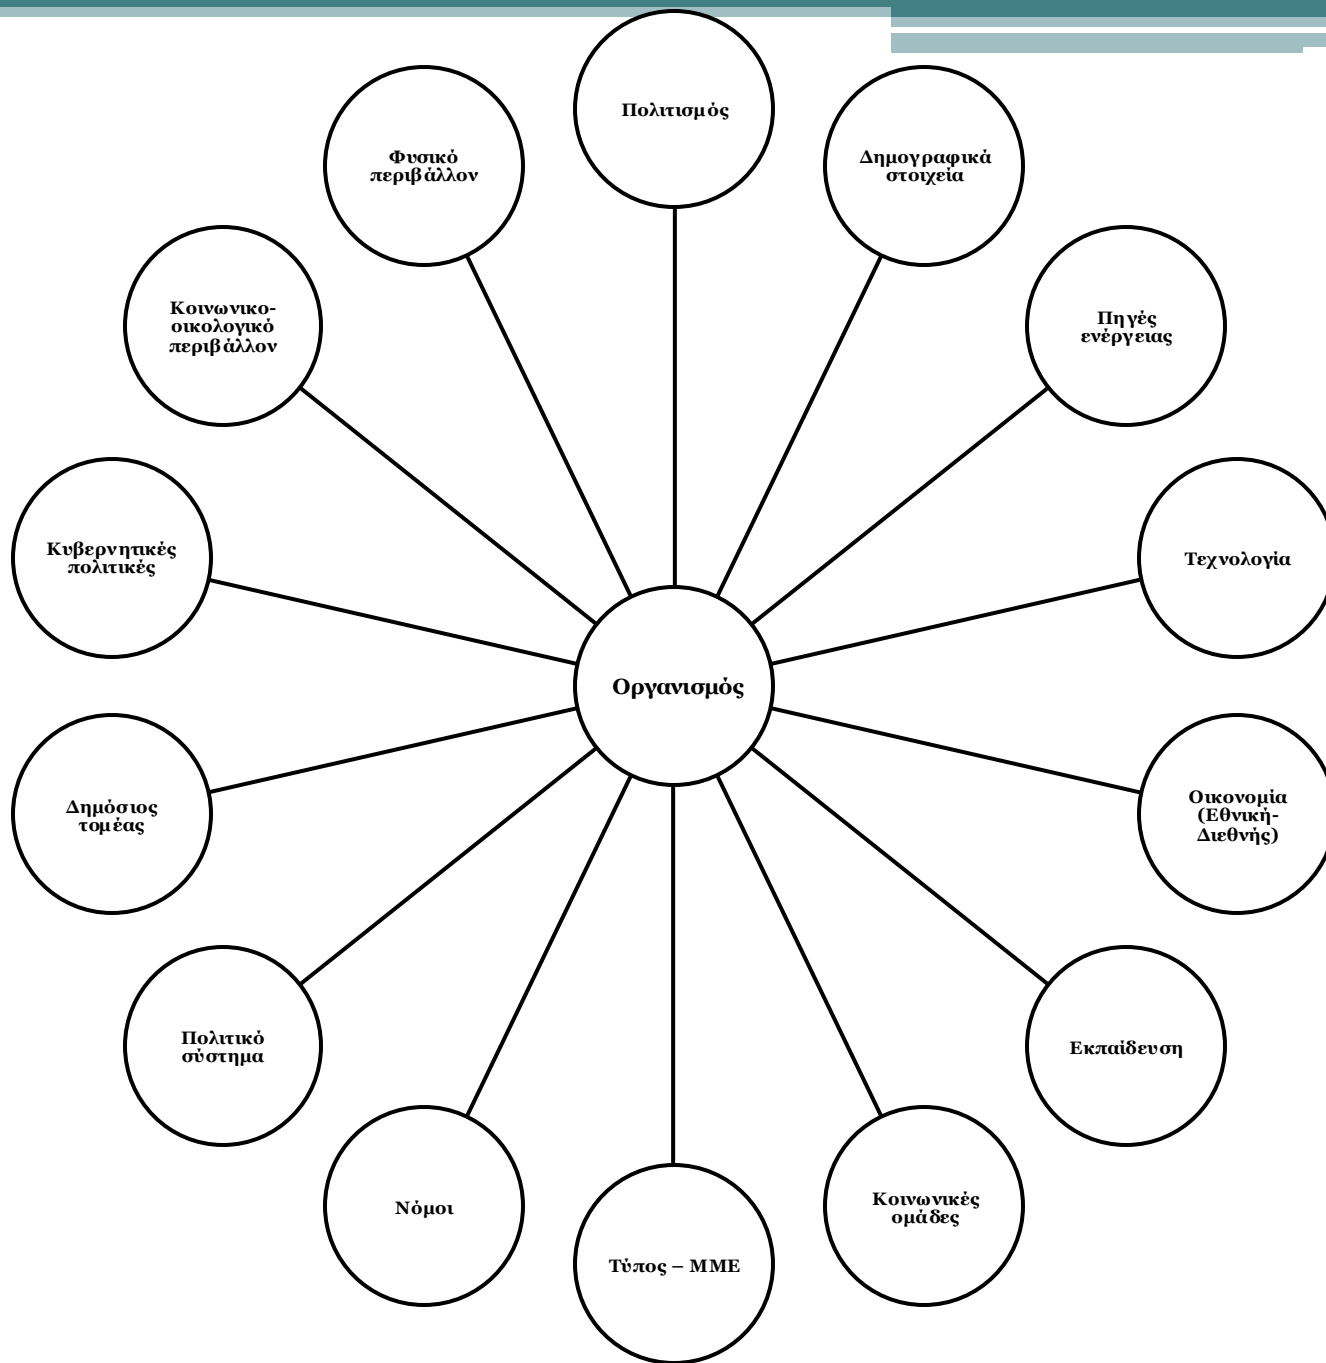 Πολιτισμός
Δημογραφικά
στοιχεία
Πηγές
ενέργειας
Τεχνολογία
Οικονομία
(Εθνική-
Διεθνής)
Εκπαίδευση
Κοινωνικές
ομάδες
Τύπος – ΜΜΕ
Νόμοι
Πολιτικό
σύστημα
Δημόσιος
τομέας
Κυβερνητικές
πολιτικές
Κοινωνικο-
οικολογικό
περιβάλλον
Φυσικό
περιβάλλον
Οργανισμός